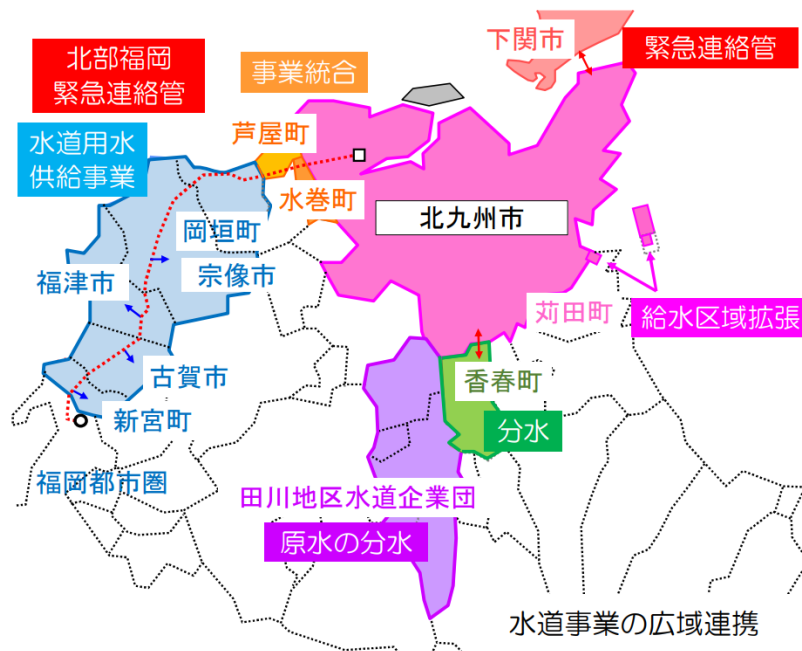 下関市
緊急連絡管
北部福岡
緊急連絡管
事業統合
芦屋町
水道用水
供給事業
水巻町
岡垣町
北九州市
宗像市
福津市
苅田町
給水区域拡張
古賀市
香春町
新宮町
分水
福岡都市圏
田川地区水道企業団
原水の分水
水道事業の広域連携